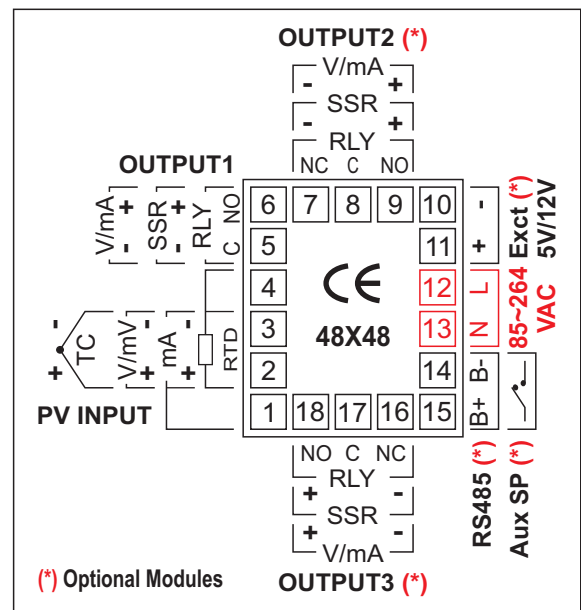 OUTPUT2 (*)
V/mA
- +
SSR
- +
RLY
NC C NO
OUTPUT1
V/mA
+ -
SSR
+ -
RLY
C NO
6 7 8 9 10
5 11
4 12
3 13
2 14
1 18 17 16 15
CE
48X48
- +
Exct (*)
5V/12V
L
N
85~264
VAC
B-
B+
RS485 (*)
Aux SP (*)
- +
TC
V/mV
- +
mA
- +
RTD
PV INPUT
NO C NC
RLY
+ -
SSR
+ -
V/mA
OUTPUT3 (*)
(*) Optional Modules